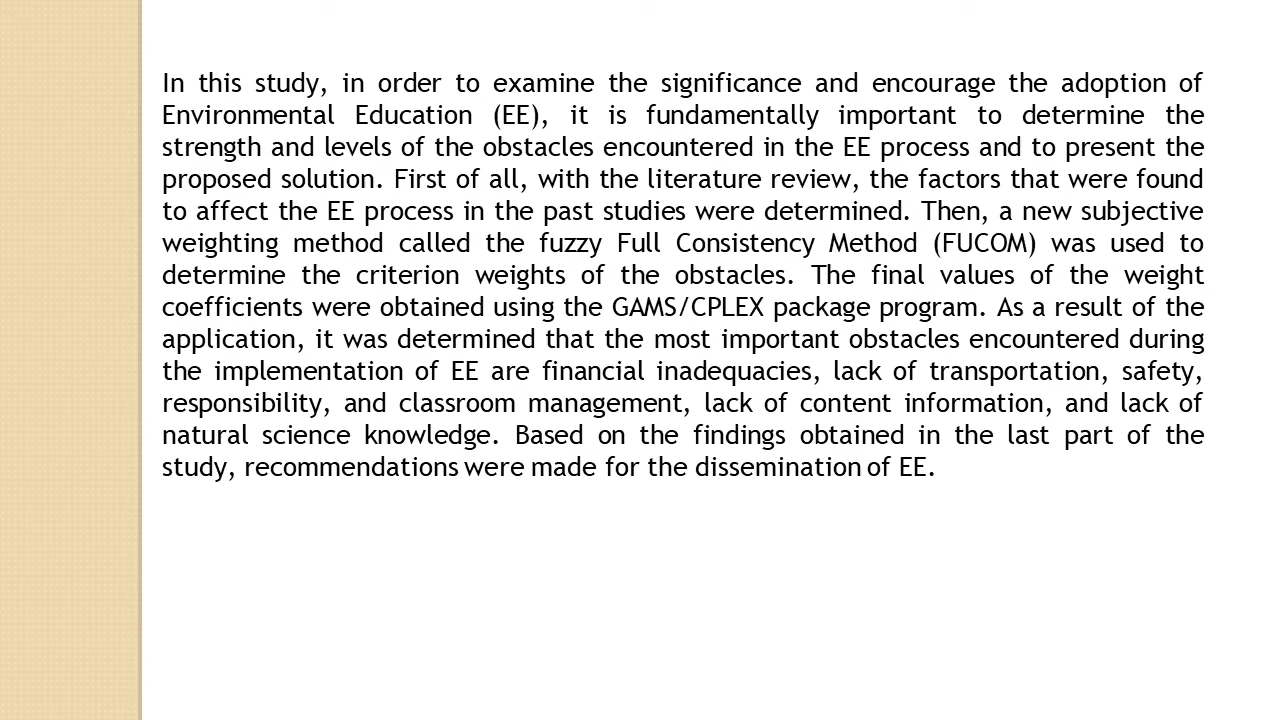 In this study, in order to examine the significance and encourage the adoption of
Environmental Education (EE), it is fundamentally important to determine the
strength and levels of the obstacles encountered in the EE process and to present the
proposed solution. First of all, with the literature review, the factors that were found
to affect the EE process in the past studies were determined. Then, a new subjective
weighting method called the fuzzy Full Consistency Method (FUCOM) was used to
determine the criterion weights of the obstacles. The final values of the weight
coefficients were obtained using the GAMS/CPLEX package program. As a result of the
application, it was determined that the most important obstacles encountered during
the implementation of EE are financial inadequacies, lack of transportation, safety,
responsibility, and classroom management, lack of content information, and lack of
natural science knowledge. Based on the findings obtained in the last part of the
study, recommendations were made for the dissemination of EE.